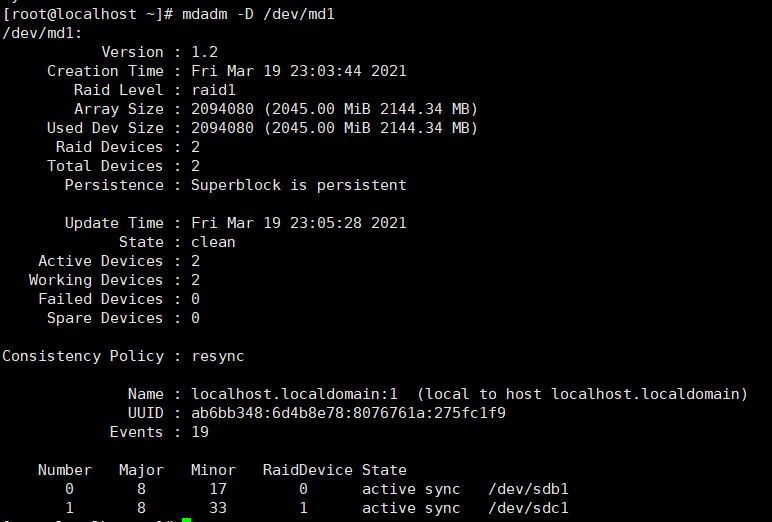 [root@localhost ~]# mdadm -D /dev/md1
/dev/md1:
Version : 1.2
Creation Time : Fri Mar 19 23:03:44 2021
Raid Level : raid1
Array Size : 2094080 (2045.00 MiB 2144.34 MB)
Used Dev Size : 2094080 (2045.00 MiB 2144.34 MB)
Raid Devices : 2
Total Devices : 2
Persistence : Superblock is persistent
Update Time : Fri Mar 19 23:05:28 2021
State : clean
Active Devices : 2
Working Devices : 2
Failed Devices : 0
Spare Devices : 0
Consistency Policy : resync
Name : localhost.localdomain:1 (local to host localhost.localdomain)
UUID : ab6bb348:6d4b8e78:8076761a:275fc1f9
Events : 19
Number Major Minor RaidDevice State
0 8 17 0 active sync /dev/sdb1
1 8 33 1 active sync /dev/sdc1